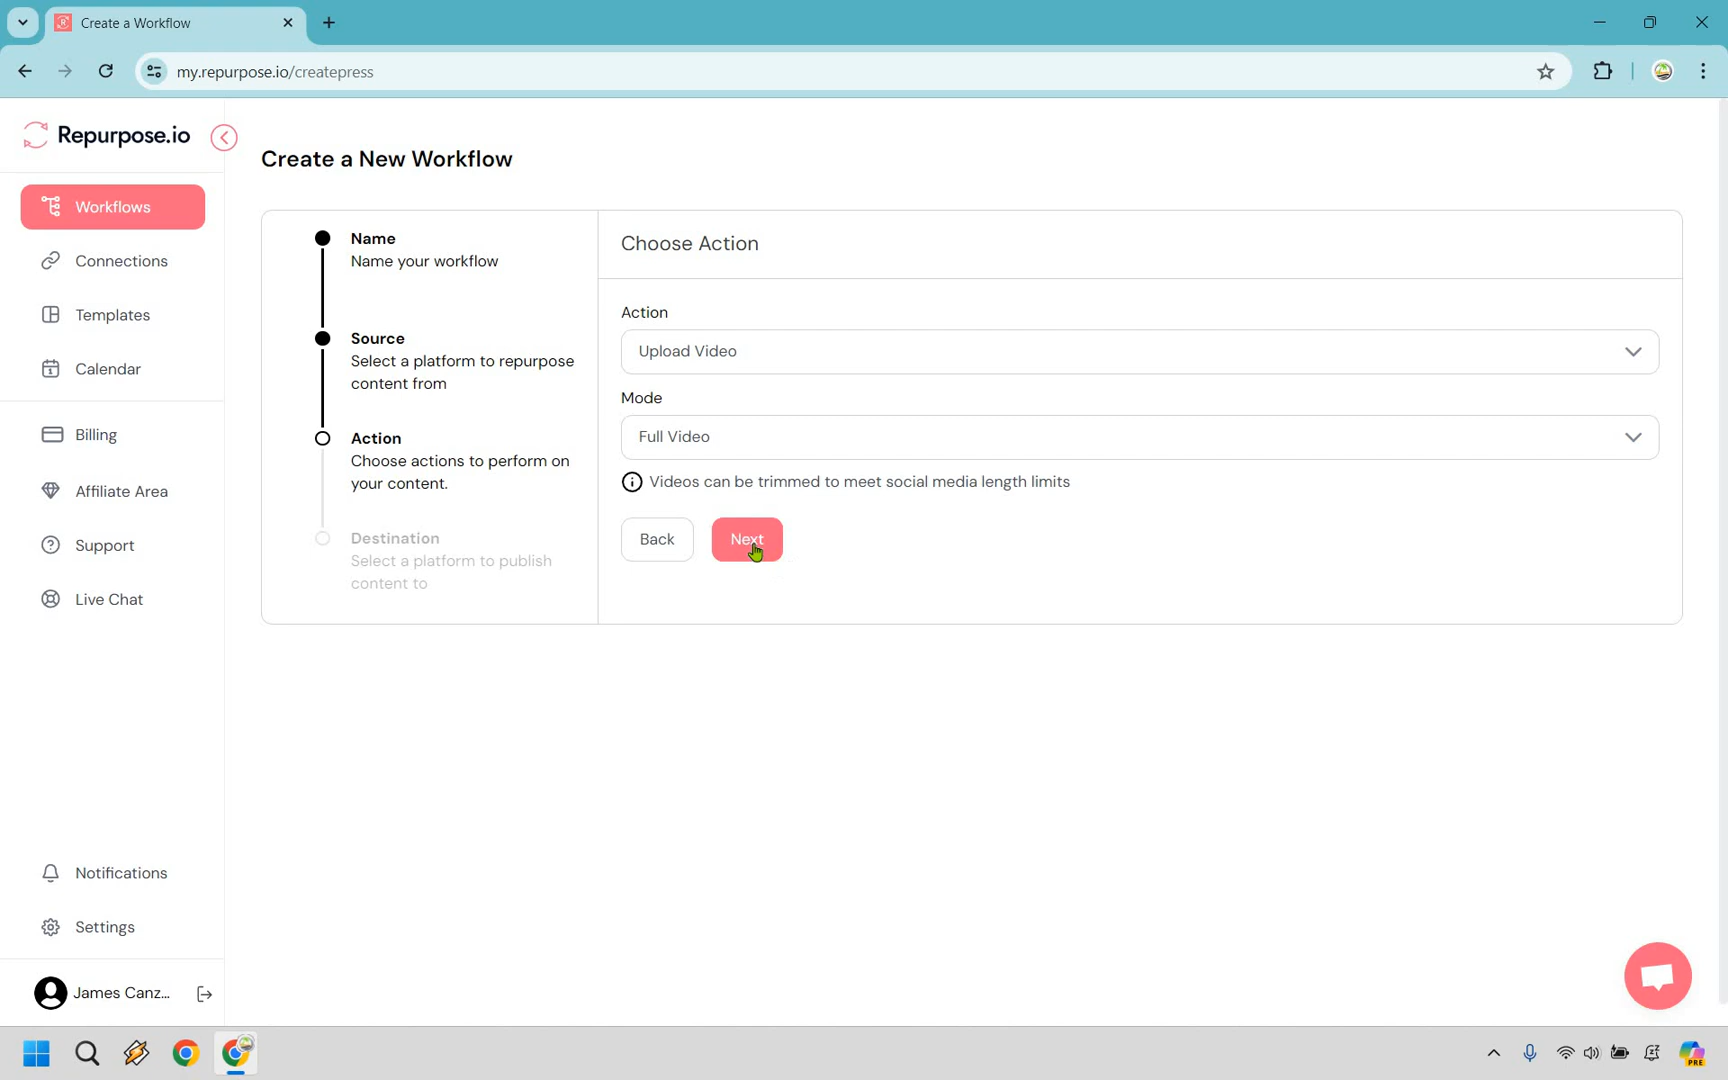 Create a Workflow
my.repurpose.io/createpress
Repurpose.io
Workflows
Connections
Templates
Calendar
Billing
Affiliate Area
Support
Live Chat
Notifications
Settings
James Canz...
Create a New Workflow
Name
Name your workflow
Source
Select a platform to repurpose
content from
Action
Choose actions to perform on
your content.
Destination
Select a platform to publish
content to
Choose Action
Action
Upload Video
Mode
Full Video
Videos can be trimmed to meet social media length limits
Back
Next
PRE